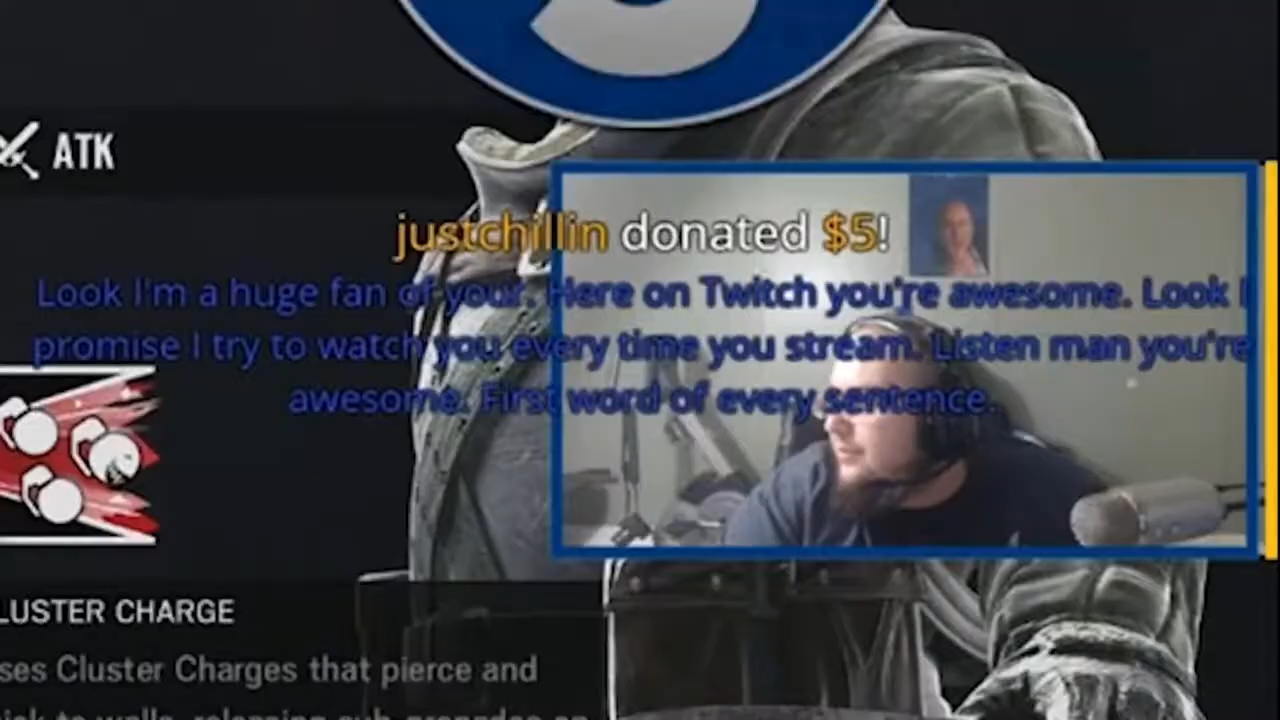 ATK
justchillin donated $5!
Look I'm a huge fan of your. Here on Twitch you're awesome. Look I
promise I try to watch you every time you stream. Listen man you're
awesome. First word of every sentence.
LUSTER CHARGE
ses Cluster Charges that pierce and